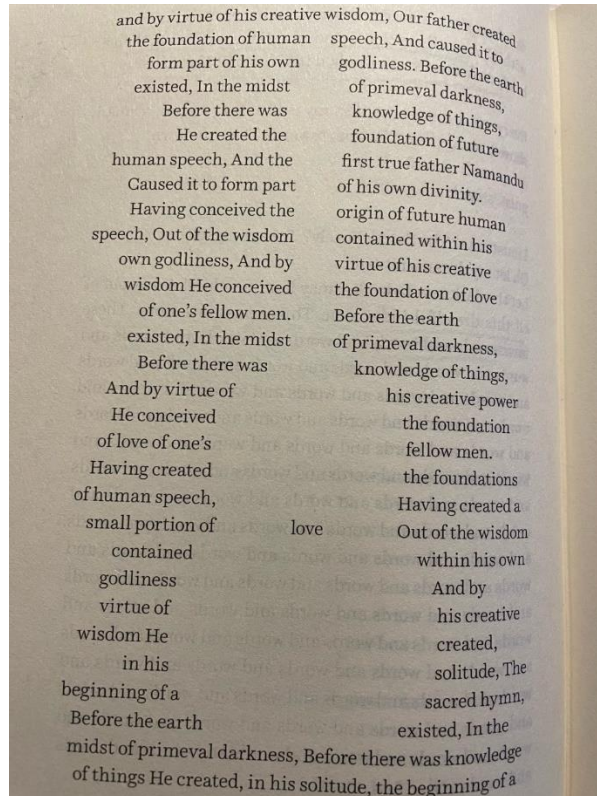 and by virtue of his creative wisdom, Our father created
the foundation of human speech, And caused it to
form part of his own godliness. Before the earth
existed, In the midst of primeval darkness,
Before there was knowledge of things,
He created the foundation of future
human speech, And the first true father Namandu
Caused it to form part of his own divinity.
Having conceived the origin of future human
speech, Out of the wisdom contained within his
own godliness, And by virtue of his creative
wisdom He conceived the foundation of love
of one's fellow men. Before the earth
existed, In the midst of primeval darkness,
Before there was knowledge of things,
And by virtue of his creative power
He conceived the foundation
of love of one's fellow men.
Having created the foundations
of human speech, Having created a
small portion of love Out of the wisdom
contained within his own
godliness And by
virtue of his creative
wisdom He created,
in his solitude, The
beginning of a sacred hymn,
Before the earth existed, In the
midst of primeval darkness, Before there was knowledge
of things He created, in his solitude, the beginning of a